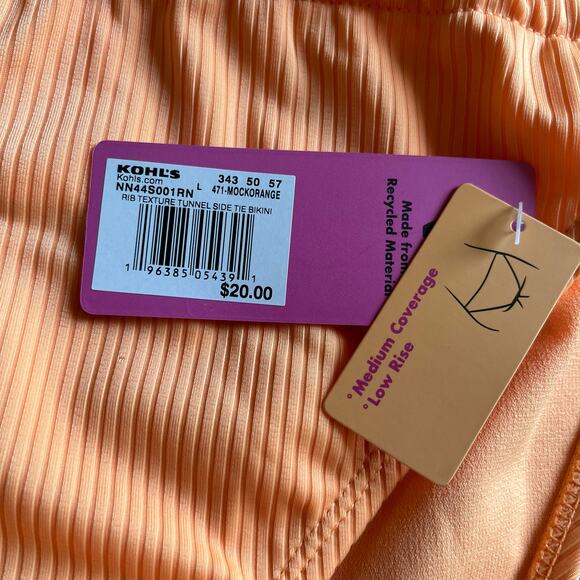 KOHL'S 343 50 57
Kohls.com L 471-MOCKORANGE
NN44S001RN
RIB TEXTURE TUNNEL SIDE TIE BIKINI
1 96385 05439 1
$20.00
Made from
Recycled Material
°Medium Coverage
°Low Rise